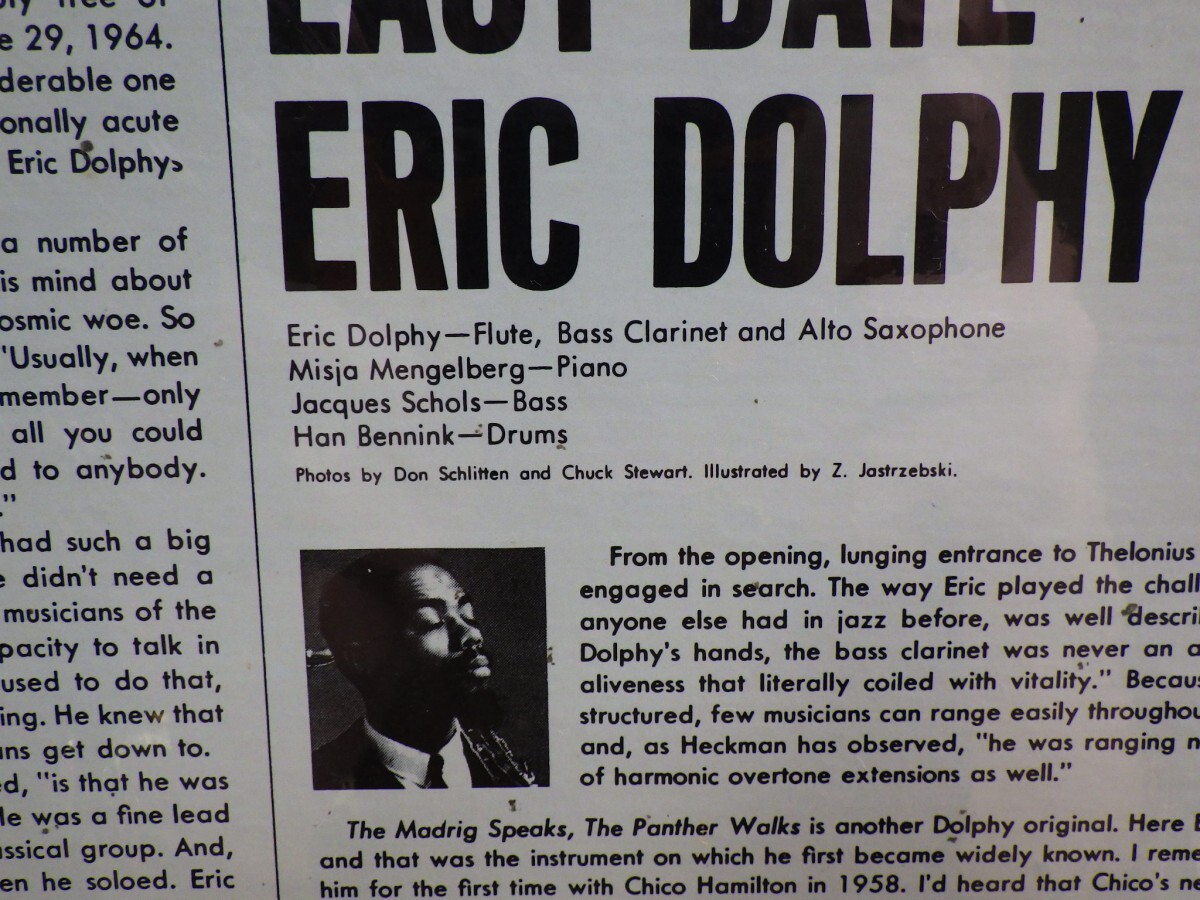 free of
e 29, 1964.
derable one
onally acute
Eric Dolphy›
a number of
is mind about
osmic woe. So
"Usually, when
member—only
all you could
d to anybody.
."
had such a big
e didn't need a
musicians of the
pacity to talk in
used to do that,
ing. He knew that
ans get down to.
ed, "is that he was
He was a fine lead
assical group. And,
en he soloed. Eric
LAST DATE
ERIC DOLPHY
Eric Dolphy—Flute, Bass Clarinet and Alto Saxophone
Misja Mengelberg—Piano
Jacques Schols—Bass
Han Bennink—Drums
Photos by Don Schlitten and Chuck Stewart. Illustrated by Z. Jastrzebski.
From the opening, lunging entrance to Thelonius
engaged in search. The way Eric played the chall
anyone else had in jazz before, was well descri
Dolphy's hands, the bass clarinet was never an a
aliveness that literally coiled with vitality." Becaus
structured, few musicians can range easily throughou
and, as Heckman has observed, "he was ranging n
of harmonic overtone extensions as well."
The Madrig Speaks, The Panther Walks is another Dolphy original. Here E
and that was the instrument on which he first became widely known. I reme
him for the first time with Chico Hamilton in 1958. I'd heard that Chico's ne